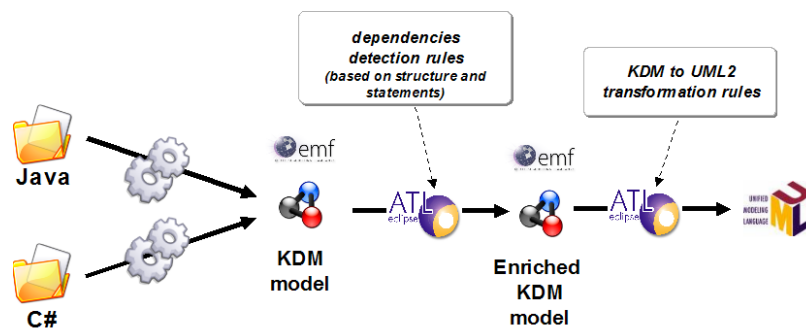 dependencies
detection rules
(based on structure and
statements)
KDM to UML2
transformation rules
Java
emf
emf
ATL
eclipse
ATL
eclipse
UNIFIED
MODELING
LANGUAGE
UML
KDM
model
Enriched
KDM
model
C#